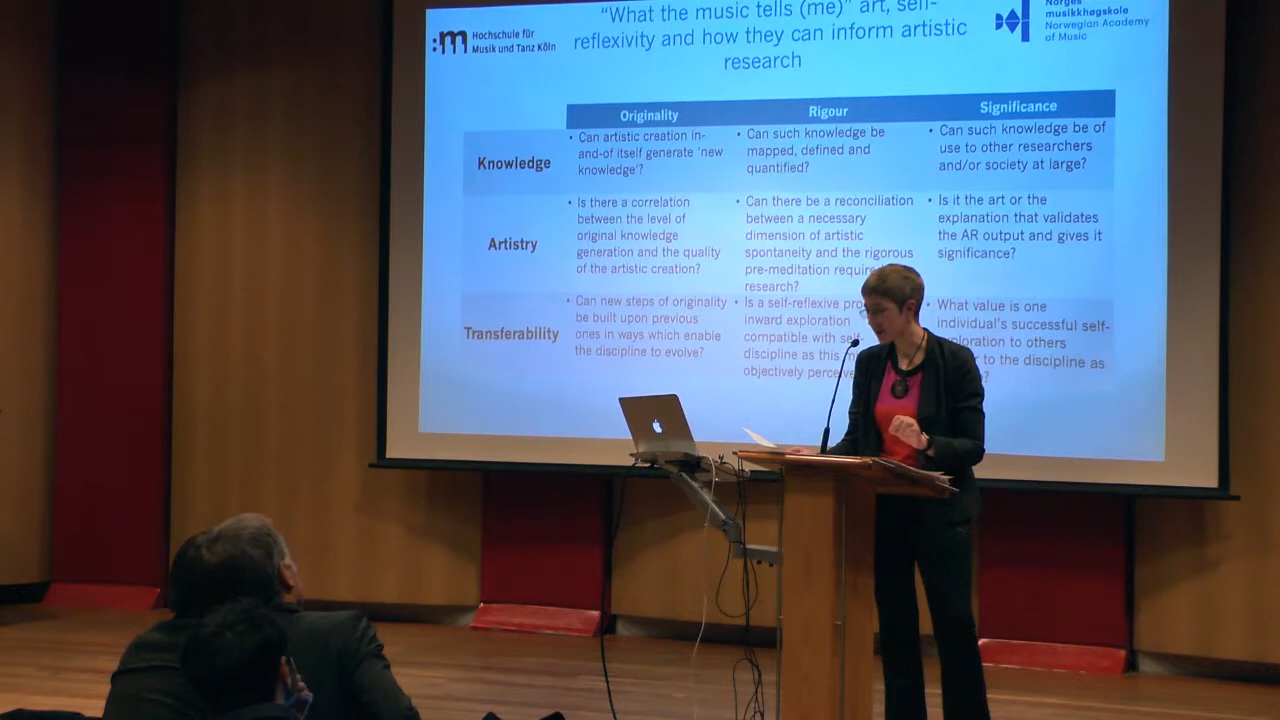 "What the music tells (me)" art, self-
reflexivity and how they can inform artistic
research
:m Hochschule für
Musik und Tanz Köln
Norges
musikkhøgskole
Norwegian Academy
of Music
Originality
Rigour
Significance
Knowledge
• Can artistic creation in-
and-of itself generate 'new
knowledge'?
• Can such knowledge be
mapped, defined and
quantified?
• Can such knowledge be of
use to other researchers
and/or society at large?
Artistry
• Is there a correlation
between the level of
original knowledge
generation and the quality
of the artistic creation?
• Can there be a reconciliation
between a necessary
dimension of artistic
spontaneity and the rigorous
pre-meditation require
research?
• Is it the art or the
explanation that validates
the AR output and gives it
significance?
Transferability
• Can new steps of originality
be built upon previous
ones in ways which enable
the discipline to evolve?
• Is a self-reflexive pro
inward exploration
compatible with self-
discipline as this m
objectively perceive
• What value is one
individual's successful self-
ploration to others
to the discipline as
?